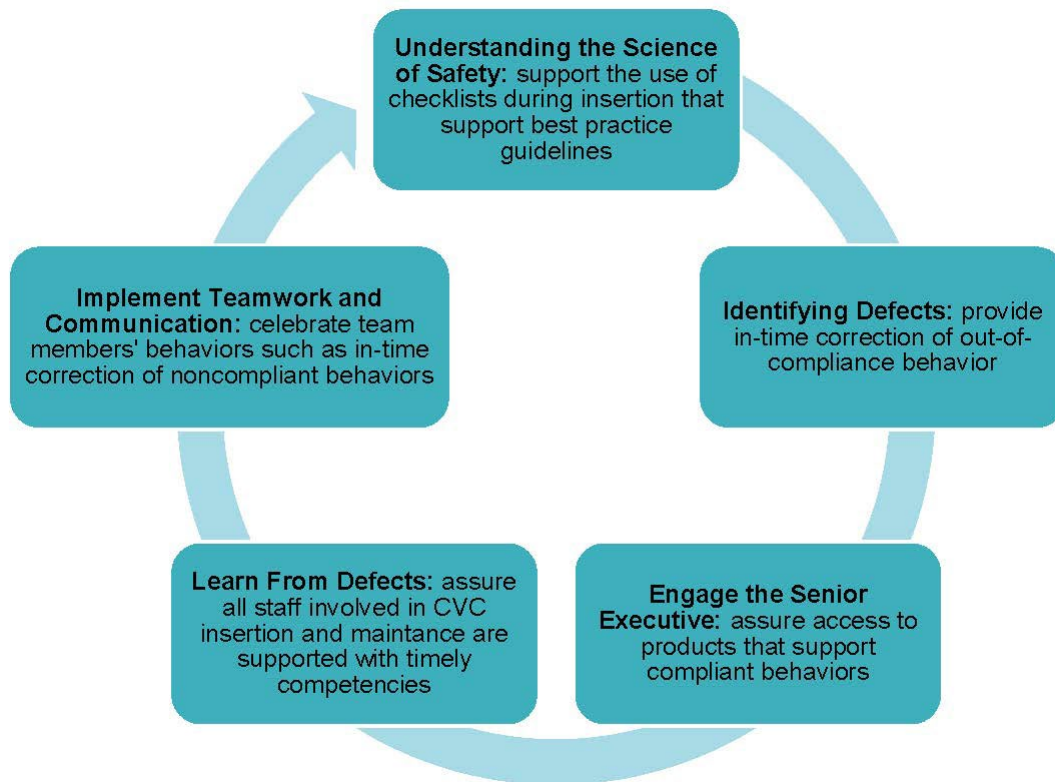 Understanding the Science
of Safety: support the use of
checklists during insertion that
support best practice
guidelines
Identifying Defects: provide
in-time correction of out-of-
compliance behavior
Engage the Senior
Executive: assure access to
products that support
compliant behaviors
Learn From Defects: assure
all staff involved in CVC
insertion and maintance are
supported with timely
competencies
Implement Teamwork and
Communication: celebrate team
members' behaviors such as in-time
correction of noncompliant behaviors